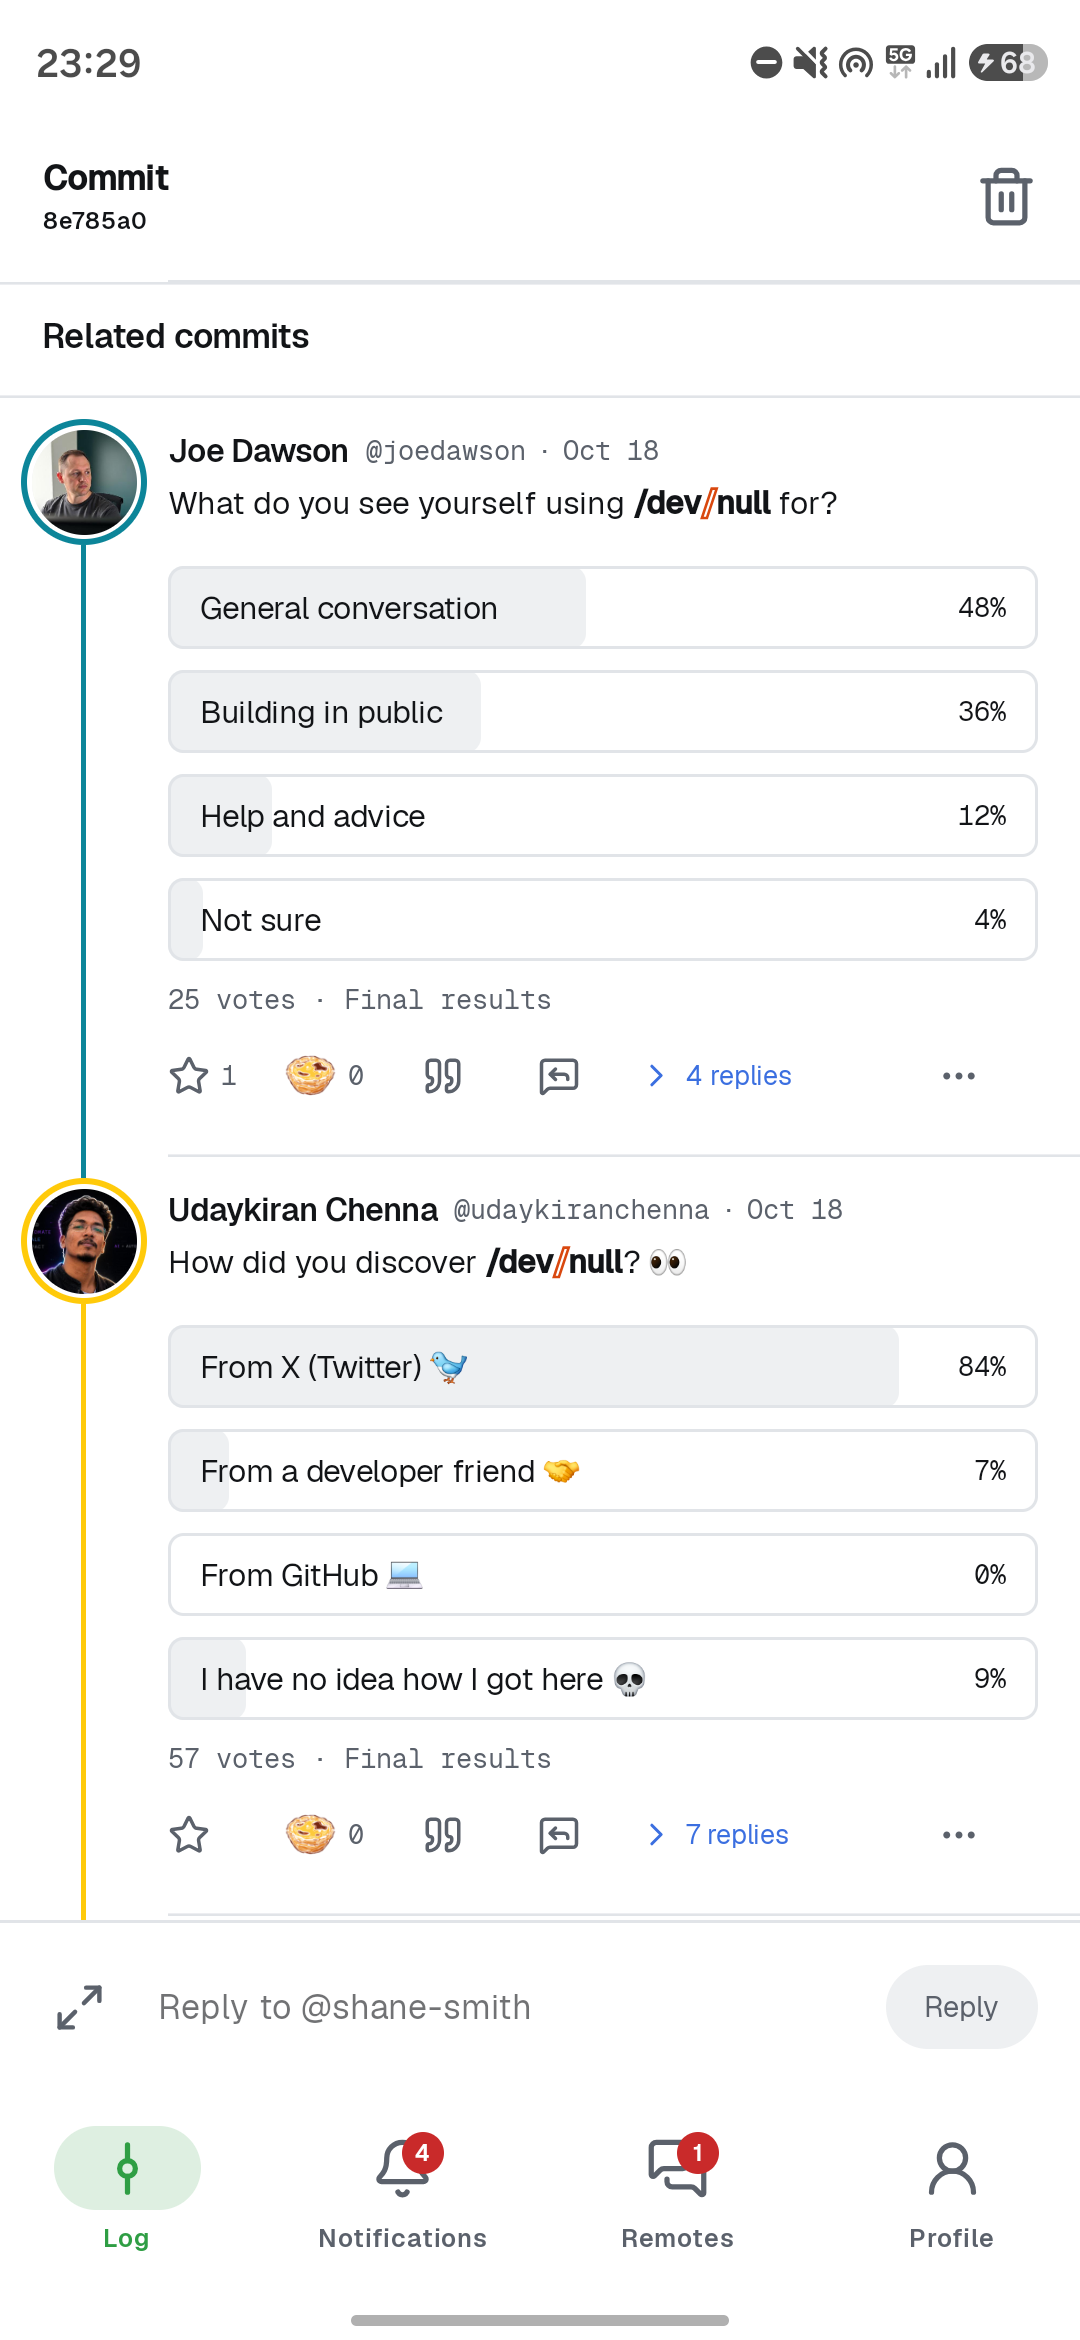 23:29
5G
68
Commit
8e785a0
Related commits
Joe Dawson @joedawson · Oct 18
What do you see yourself using /dev//null for?
General conversation 48%
Building in public 36%
Help and advice 12%
Not sure 4%
25 votes · Final results
1 0 4 replies
Udaykiran Chenna @udaykiranchenna · Oct 18
How did you discover /dev//null? 👀
From X (Twitter) 🐦 84%
From a developer friend 🤝 7%
From GitHub 💻 0%
I have no idea how I got here 💀 9%
57 votes · Final results
0 7 replies
Reply to @shane-smith Reply
4 1
Log Notifications Remotes Profile